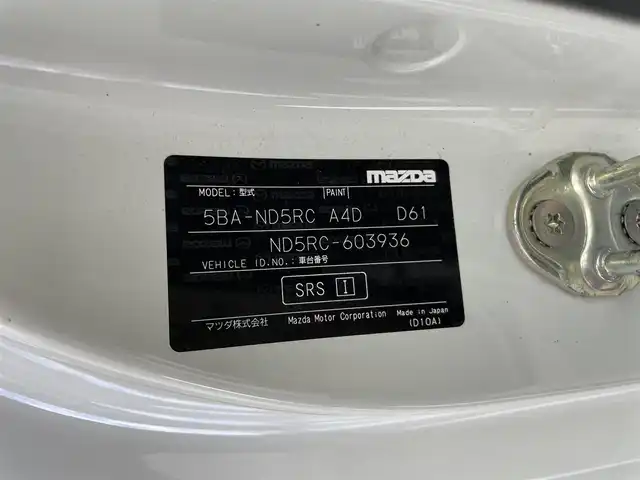 mazda
MODEL: 型式 PAINT
5BA-ND5RC A4D D61
ND5RC-603936
VEHICLE ID.NO.: 車台番号
SRS I
マツダ株式会社 Mazda Motor Corporation Made in Japan
(D10A)